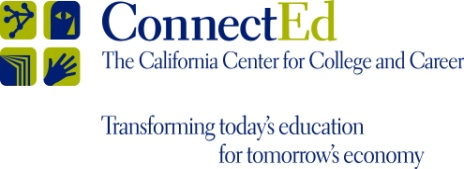 ConnectEd
The California Center for College and Career
Transforming today's education
for tomorrow's economy